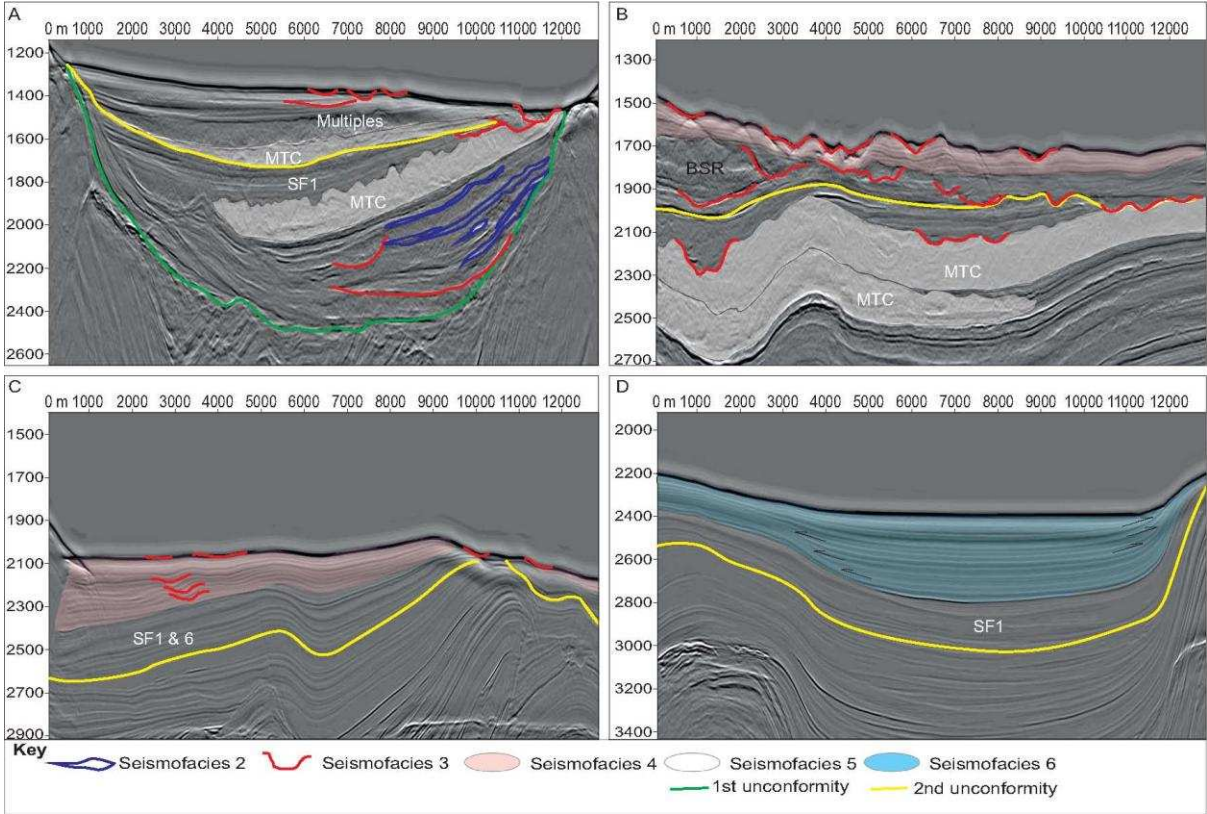 A
0 m 1000 2000 3000 4000 5000 6000 7000 8000 9000 10000 12000
1200
1400
1600
1800
2000
2200
2400
2600
Multiples
MTC
SF1
MTC
B
0 m 1000 2000 3000 4000 5000 6000 7000 8000 9000 10000 12000
1500
1700
1900
2100
2300
2500
2700
BSR
MTC
MTC
C
0 m 1000 2000 3000 4000 5000 6000 7000 8000 9000 10000 12000
1500
1700
1900
2100
2300
2500
2700
2900
SF1 & 6
D
0 m 1000 2000 3000 4000 5000 6000 7000 8000 9000 10000 12000
2000
2200
2400
2600
2800
3000
3200
3400
SF1
Key
Seismofacies 2 Seismofacies 3 Seismofacies 4 Seismofacies 5 Seismofacies 6
1st unconformity 2nd unconformity